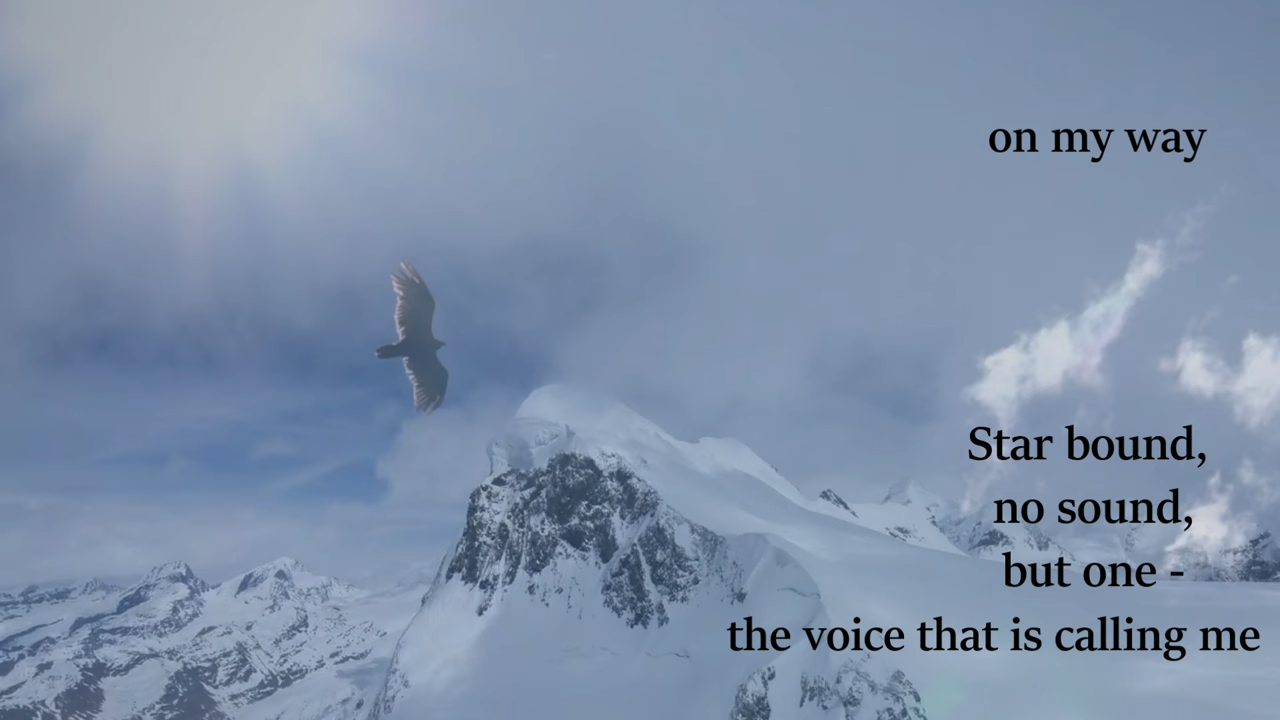 on my way
Star bound,
no sound,
but one -
the voice that is calling me